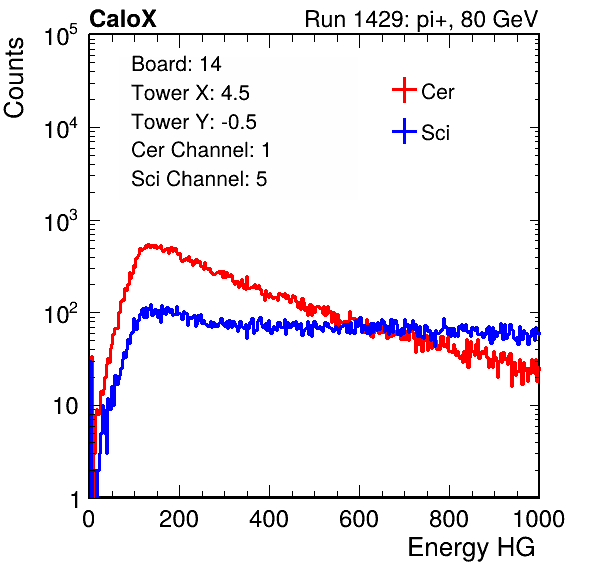 CaloX Run 1429: pi+, 80 GeV
Counts
Board: 14
Tower X: 4.5
Tower Y: -0.5
Cer Channel: 1
Sci Channel: 5
Cer
Sci
10^5
10^4
10^3
10^2
10
1
0 200 400 600 800 1000
Energy HG